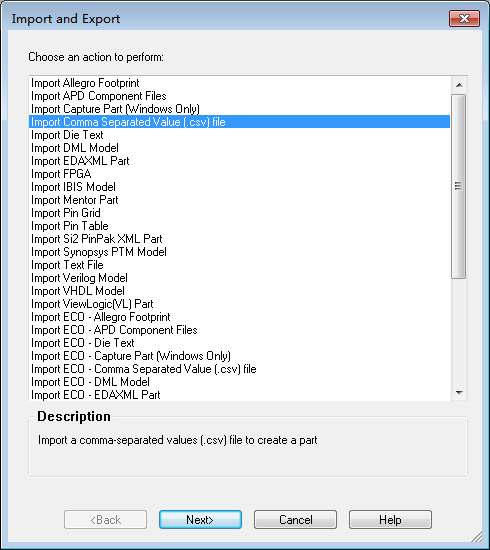 Import and Export
Choose an action to perform:
Import Allegro Footprint
Import APD Component Files
Import Capture Part (Windows Only)
Import Comma Separated Value (.csv) file
Import Die Text
Import DML Model
Import EDAXML Part
Import FPGA
Import IBIS Model
Import Mentor Part
Import Pin Grid
Import Pin Table
Import Si2 PinPak XML Part
Import Synopsys PTM Model
Import Text File
Import Verilog Model
Import VHDL Model
Import ViewLogic(VL) Part
Import ECO - Allegro Footprint
Import ECO - APD Component Files
Import ECO - Die Text
Import ECO - Capture Part (Windows Only)
Import ECO - Comma Separated Value (.csv) file
Import ECO - DML Model
Import ECO - EDAXML Part
Description
Import a comma-separated values (.csv) file to create a part
<Back Next> Cancel Help